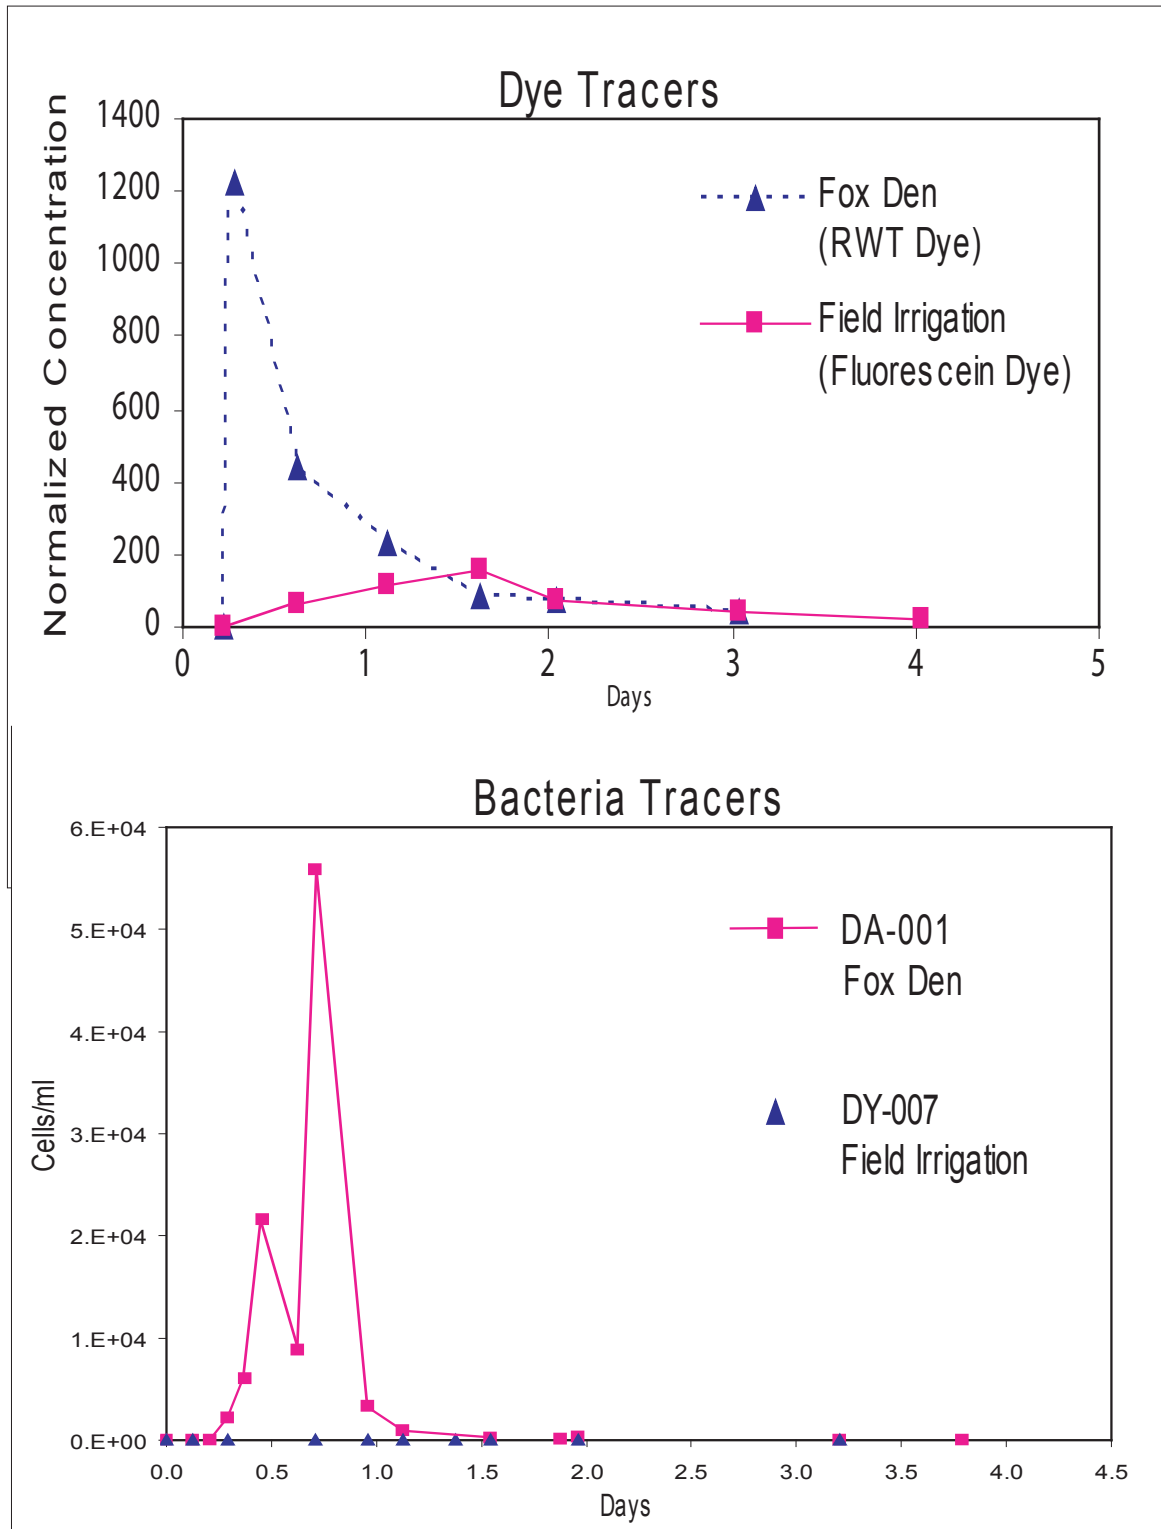 Dye Tracers
Normalized Concentration
1400
1200
1000
800
600
400
200
0
Fox Den
(RWT Dye)
Field Irrigation
(Fluorescein Dye)
0 1 2 3 4 5
Days
Bacteria Tracers
Cells/ml
6.E+04
5.E+04
4.E+04
3.E+04
2.E+04
1.E+04
0.E+00
DA-001
Fox Den
DY-007
Field Irrigation
0.0 0.5 1.0 1.5 2.0 2.5 3.0 3.5 4.0 4.5
Days